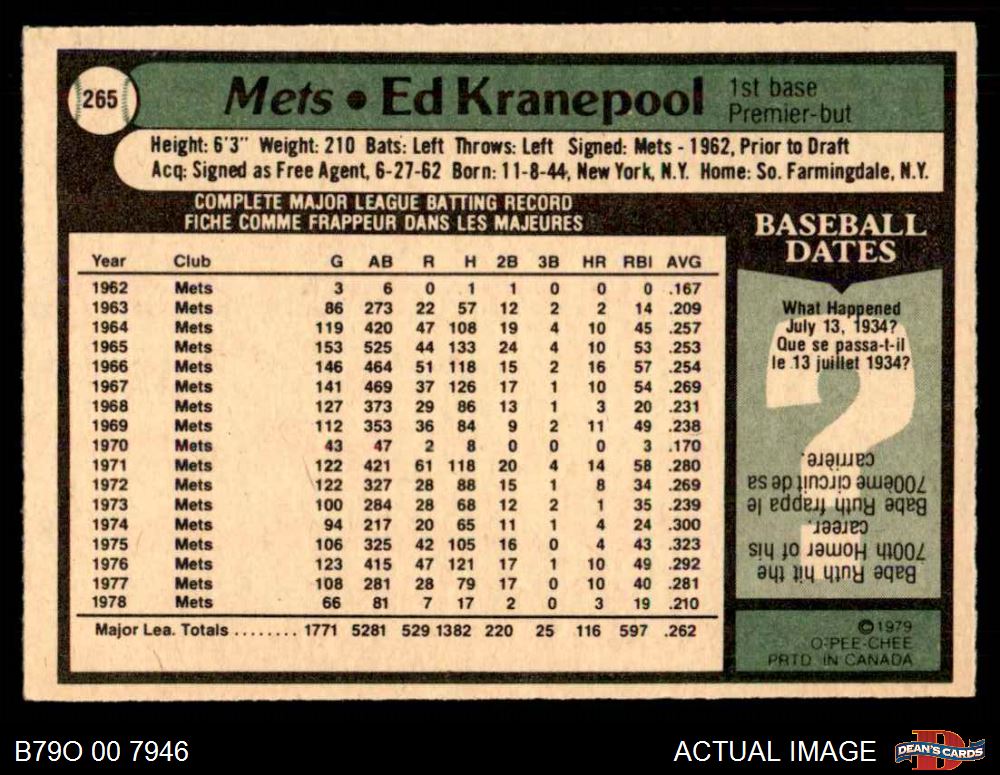 265
Mets • Ed Kranepool
1st base
Premier-but
Height: 6'3" Weight: 210 Bats: Left Throws: Left Signed: Mets - 1962, Prior to Draft
Acq: Signed as Free Agent, 6-27-62 Born: 11-8-44, New York, N.Y. Home: So. Farmingdale, N.Y.
COMPLETE MAJOR LEAGUE BATTING RECORD
FICHE COMME FRAPPEUR DANS LES MAJEURES
Year Club G AB R H 2B 3B HR RBI AVG
1962 Mets 3 6 0 1 1 0 0 0 .167
1963 Mets 86 273 22 57 12 2 2 14 .209
1964 Mets 119 420 47 108 19 4 10 45 .257
1965 Mets 153 525 44 133 24 4 10 53 .253
1966 Mets 146 464 51 118 15 2 16 57 .254
1967 Mets 141 469 37 126 17 1 10 54 .269
1968 Mets 127 373 29 86 13 1 3 20 .231
1969 Mets 112 353 36 84 9 2 11 49 .238
1970 Mets 43 47 2 8 0 0 0 3 .170
1971 Mets 122 421 61 118 20 4 14 58 .280
1972 Mets 122 327 28 88 15 1 8 34 .269
1973 Mets 100 284 28 68 12 2 1 35 .239
1974 Mets 94 217 20 65 11 1 4 24 .300
1975 Mets 106 325 42 105 16 0 4 43 .323
1976 Mets 123 415 47 121 17 1 10 49 .292
1977 Mets 108 281 28 79 17 0 10 40 .281
1978 Mets 66 81 7 17 2 0 3 19 .210
Major Lea. Totals ........ 1771 5281 529 1382 220 25 116 597 .262
BASEBALL
DATES
What Happened
July 13, 1934?
Que se passa-t-il
le 13 juillet 1934?
Babe Ruth hit the
700th Homer of his
career.
Babe Ruth frappa le
700ème circuit de sa
carrière.
©1979
O-PEE-CHEE
PRTD. IN CANADA
B79O 00 7946
ACTUAL IMAGE
DEAN'S CARDS